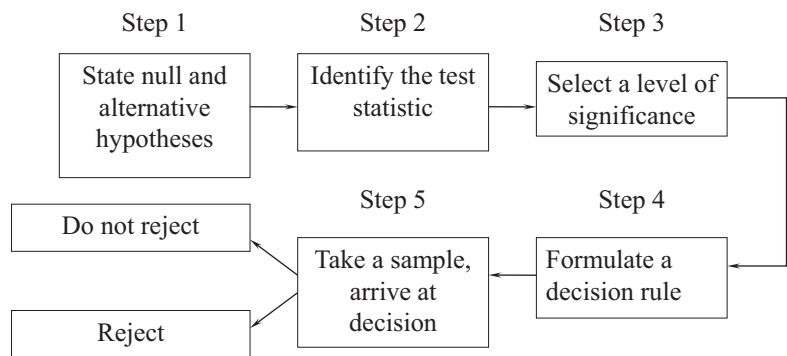 Step 1
State null and
alternative
hypotheses
Step 2
Identify the test
statistic
Step 3
Select a level of
significance
Step 4
Formulate a
decision rule
Step 5
Take a sample,
arrive at
decision
Do not reject
Reject